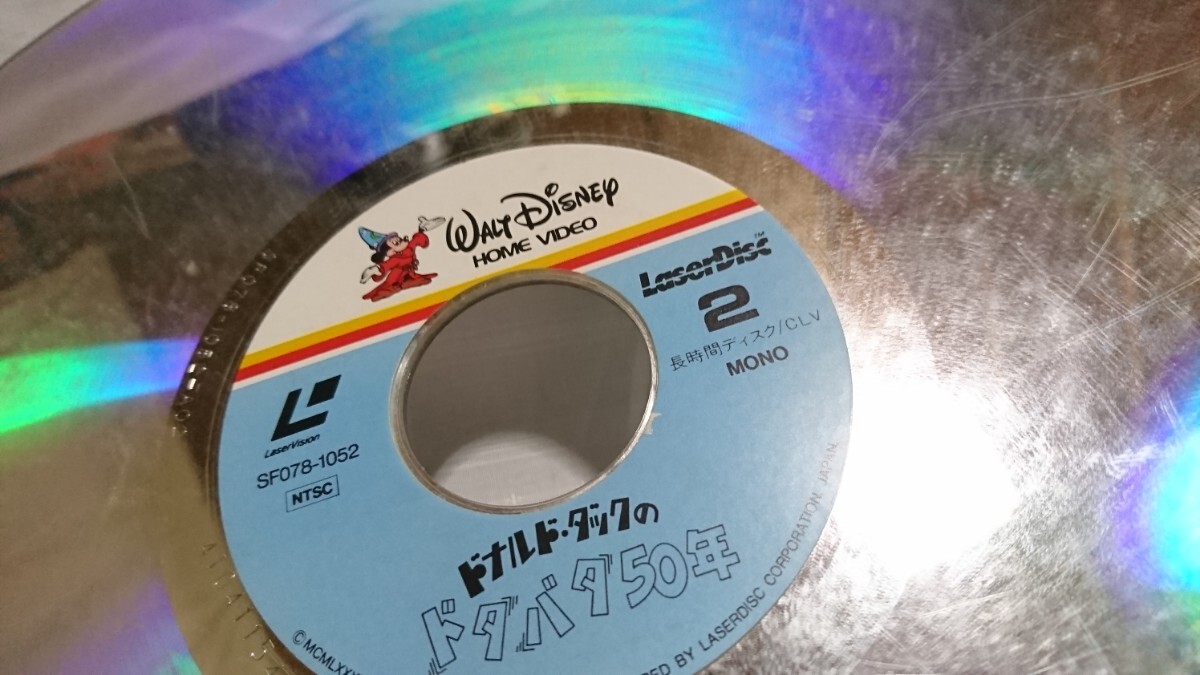 WALT DISNEY
HOME VIDEO
LaserDisc™
2
長時間ディスク/CLV
MONO
LaserVision
SF078-1052
NTSC
ドナルド・ダックの
ドタバタ50年
BY LASERDISC CORPORATION, JAPAN.